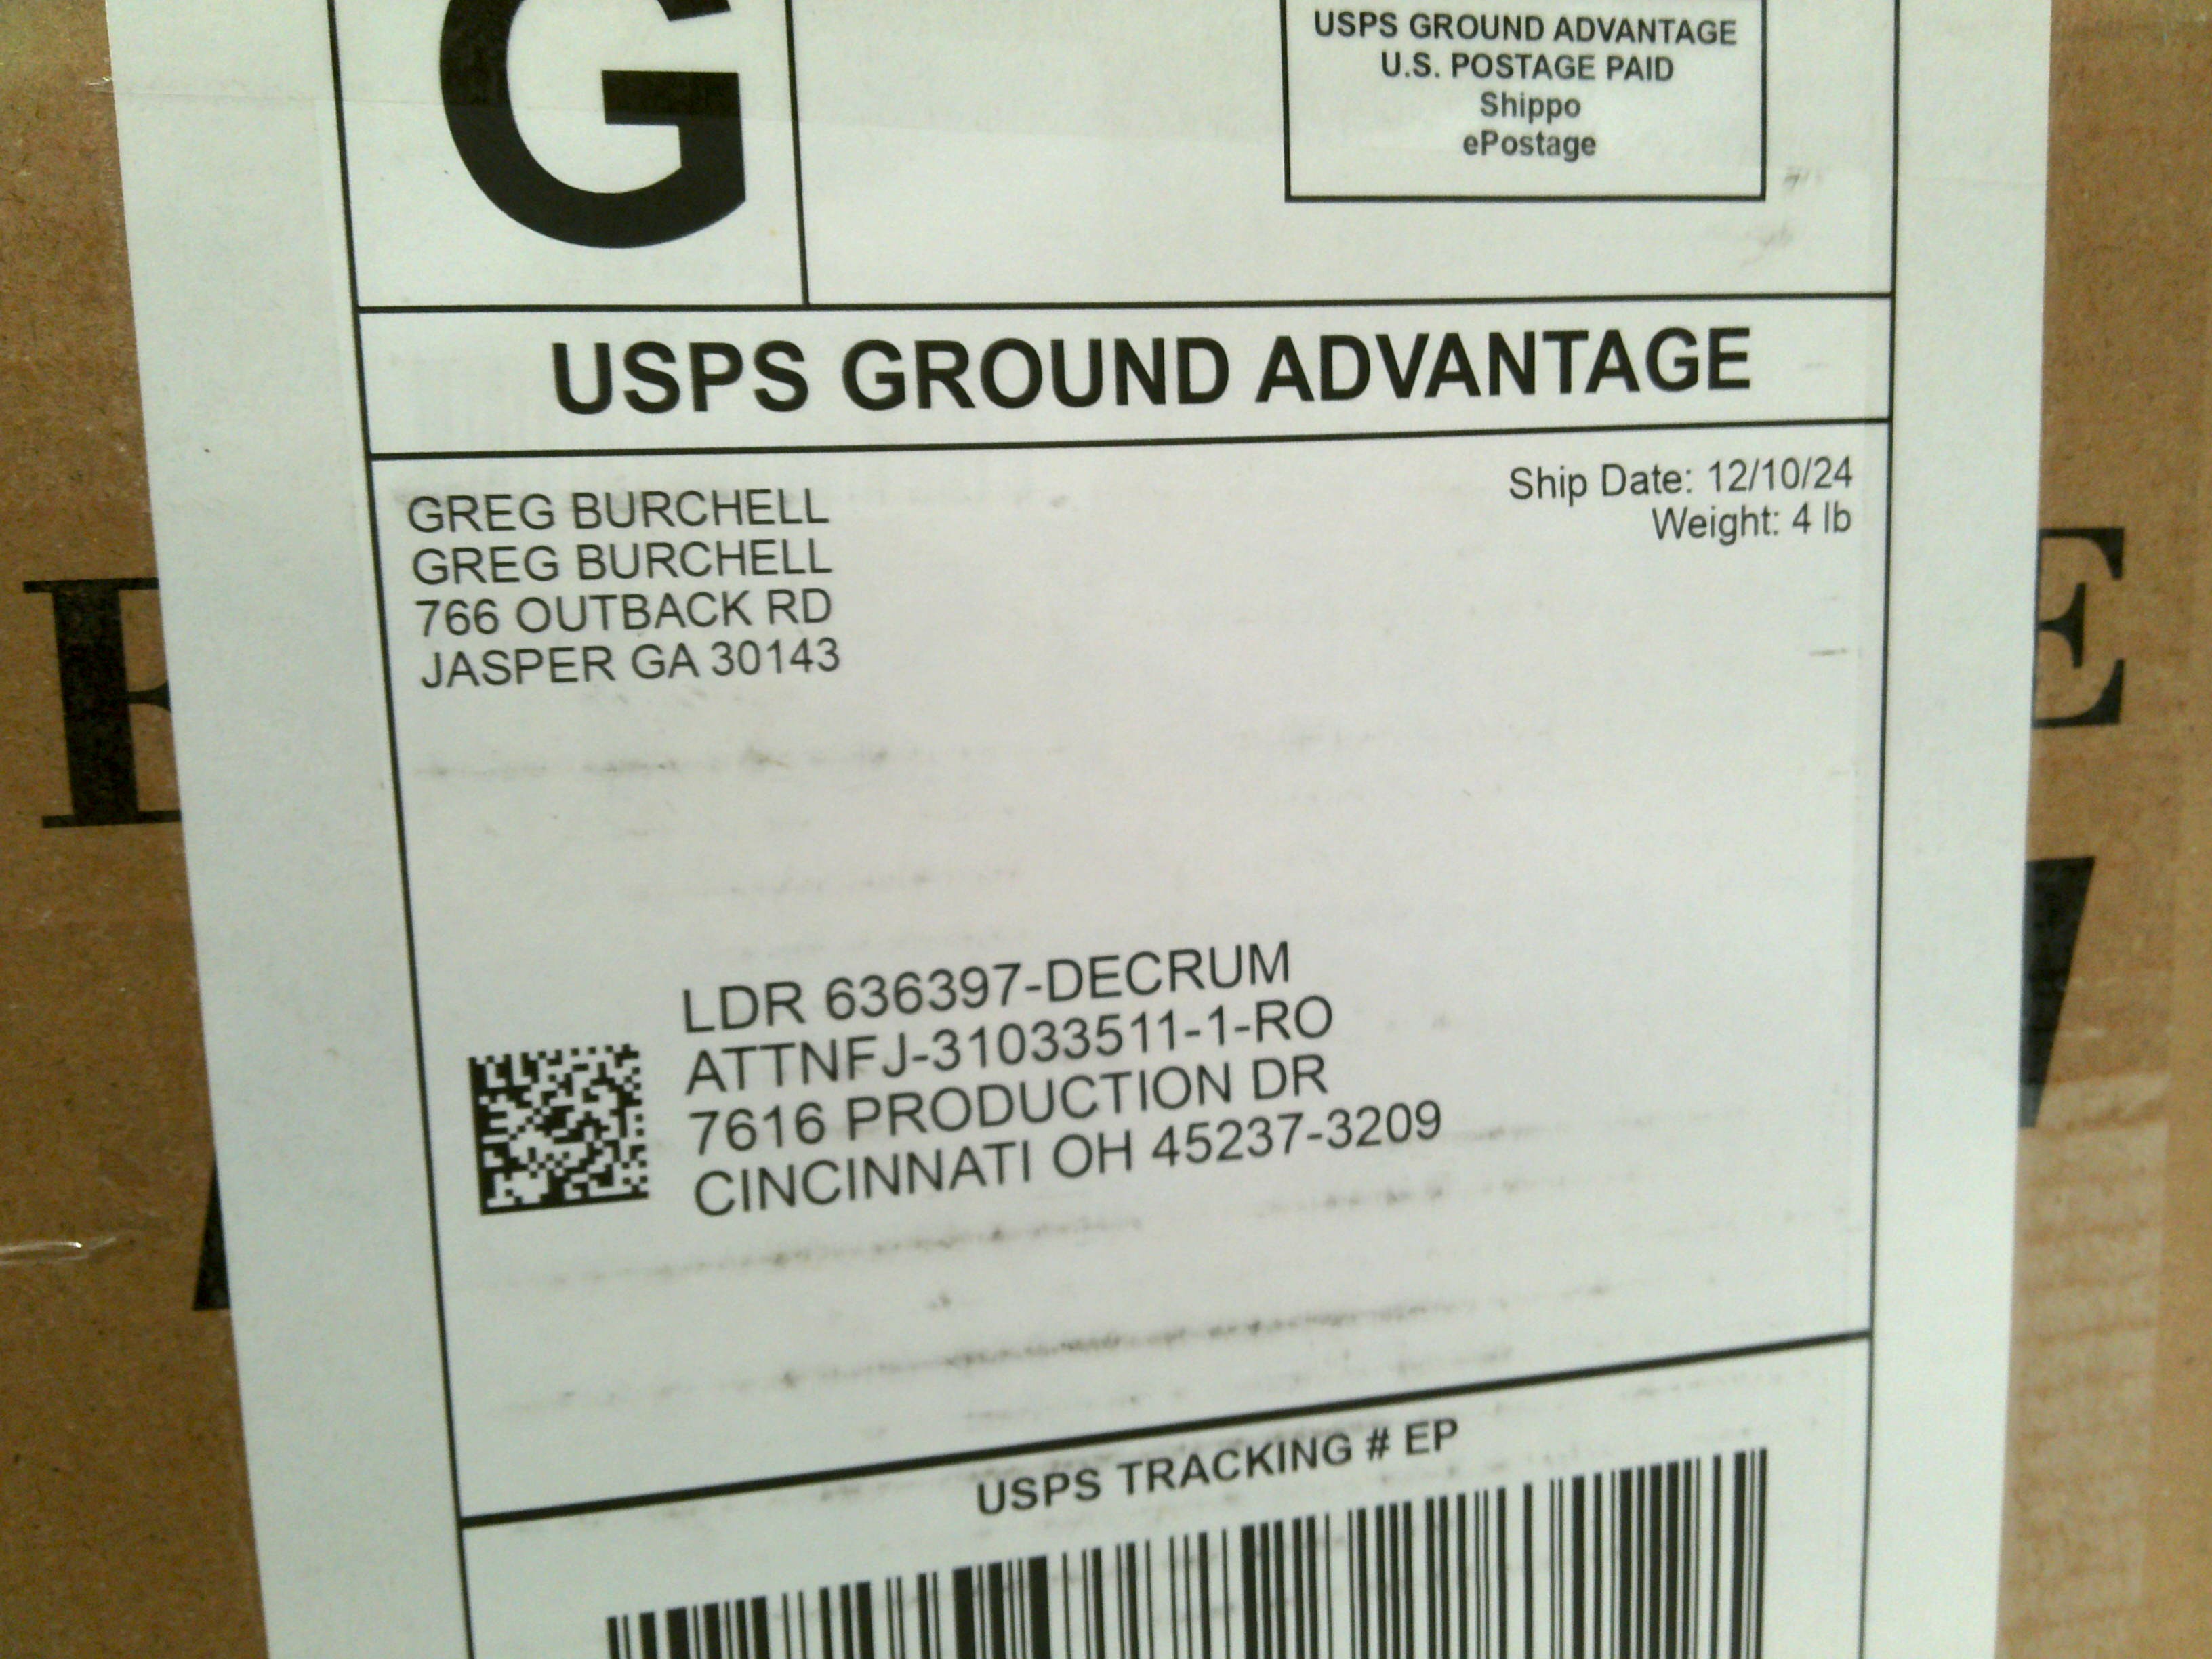 G
USPS GROUND ADVANTAGE
U.S. POSTAGE PAID
Shippo
ePostage
USPS GROUND ADVANTAGE
GREG BURCHELL
GREG BURCHELL
766 OUTBACK RD
JASPER GA 30143
Ship Date: 12/10/24
Weight: 4 lb
LDR 636397-DECRUM
ATTNFJ-31033511-1-RO
7616 PRODUCTION DR
CINCINNATI OH 45237-3209
USPS TRACKING # EP